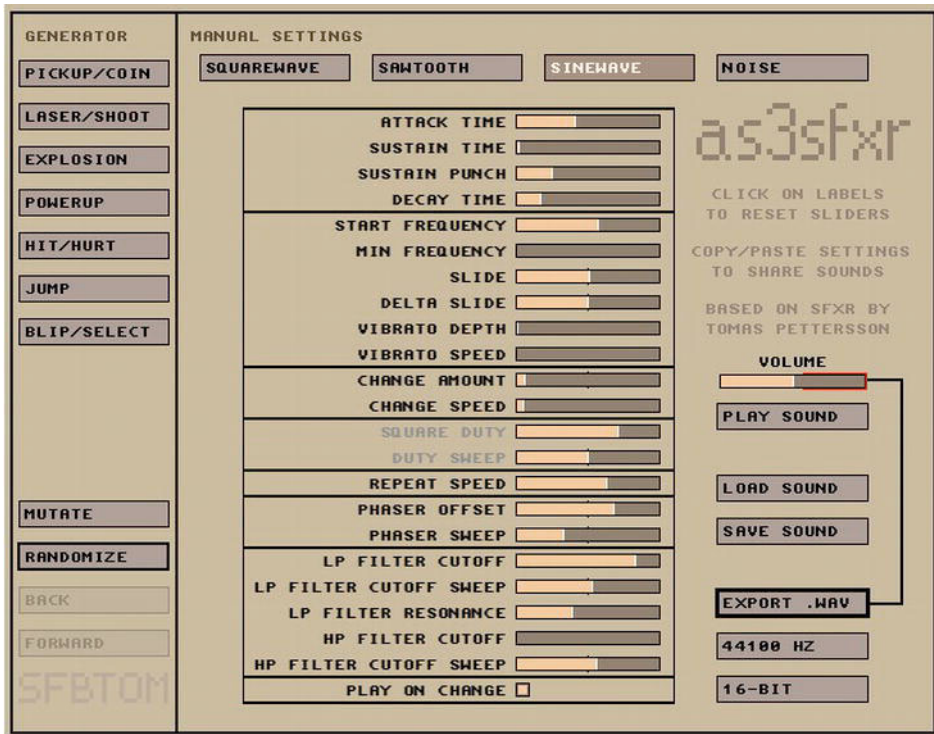 GENERATOR
PICKUP/COIN
LASER/SHOOT
EXPLOSION
POWERUP
HIT/HURT
JUMP
BLIP/SELECT
MUTATE
RANDOMIZE
BACK
FORWARD
SFBTOM
MANUAL SETTINGS
SQUAREWAVE
SAWTOOTH
SINEWAVE
NOISE
ATTACK TIME
SUSTAIN TIME
SUSTAIN PUNCH
DECAY TIME
START FREQUENCY
MIN FREQUENCY
SLIDE
DELTA SLIDE
VIBRATO DEPTH
VIBRATO SPEED
CHANGE AMOUNT
CHANGE SPEED
SQUARE DUTY
DUTY SWEEP
REPEAT SPEED
PHASER OFFSET
PHASER SWEEP
LP FILTER CUTOFF
LP FILTER CUTOFF SWEEP
LP FILTER RESONANCE
HP FILTER CUTOFF
HP FILTER CUTOFF SWEEP
PLAY ON CHANGE
as3sfxr
CLICK ON LABELS
TO RESET SLIDERS
COPY/PASTE SETTINGS
TO SHARE SOUNDS
BASED ON SFXR BY
TOMAS PETTERSSON
VOLUME
PLAY SOUND
LOAD SOUND
SAVE SOUND
EXPORT .WAV
44100 HZ
16-BIT